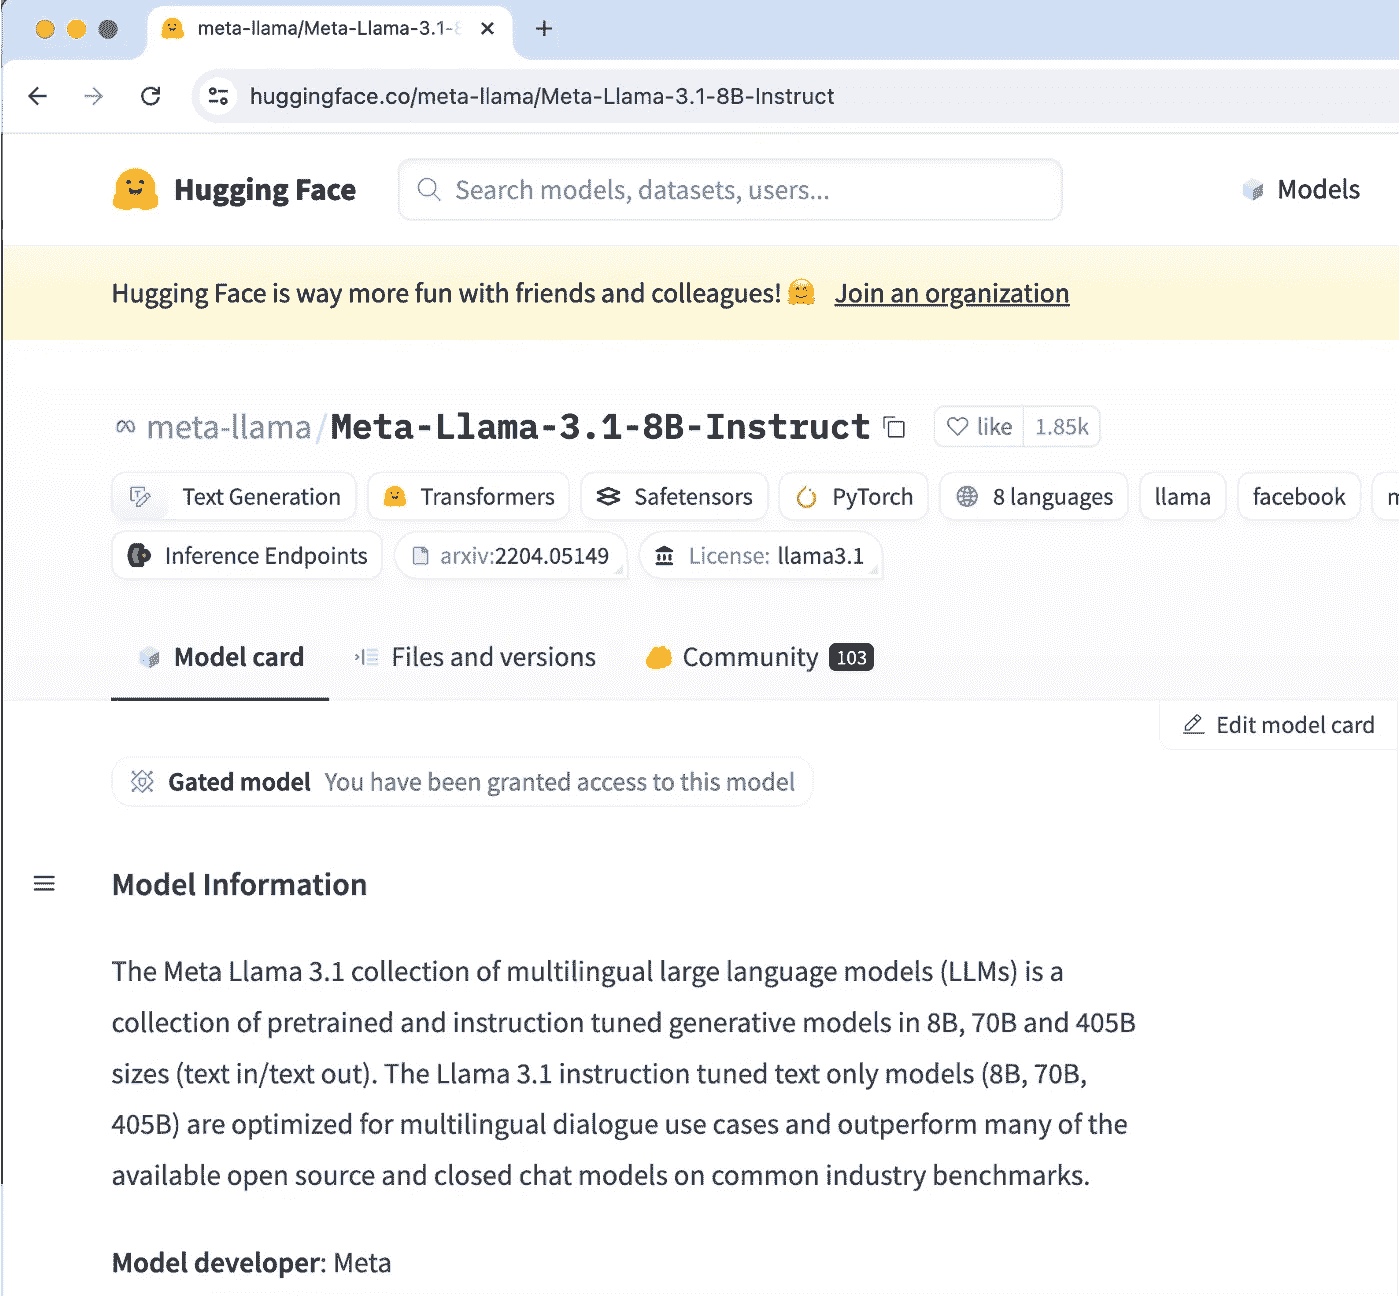 meta-llama/Meta-Llama-3.1-8
huggingface.co/meta-llama/Meta-Llama-3.1-8B-Instruct
Hugging Face
Search models, datasets, users...
Models
Hugging Face is way more fun with friends and colleagues! 🤗 Join an organization
meta-llama/Meta-Llama-3.1-8B-Instruct
like 1.85k
Text Generation Transformers Safetensors PyTorch 8 languages llama facebook
Inference Endpoints arxiv:2204.05149 License: llama3.1
Model card Files and versions Community 103
Edit model card
Gated model You have been granted access to this model
Model Information
The Meta Llama 3.1 collection of multilingual large language models (LLMs) is a
collection of pretrained and instruction tuned generative models in 8B, 70B and 405B
sizes (text in/text out). The Llama 3.1 instruction tuned text only models (8B, 70B,
405B) are optimized for multilingual dialogue use cases and outperform many of the
available open source and closed chat models on common industry benchmarks.
Model developer: Meta